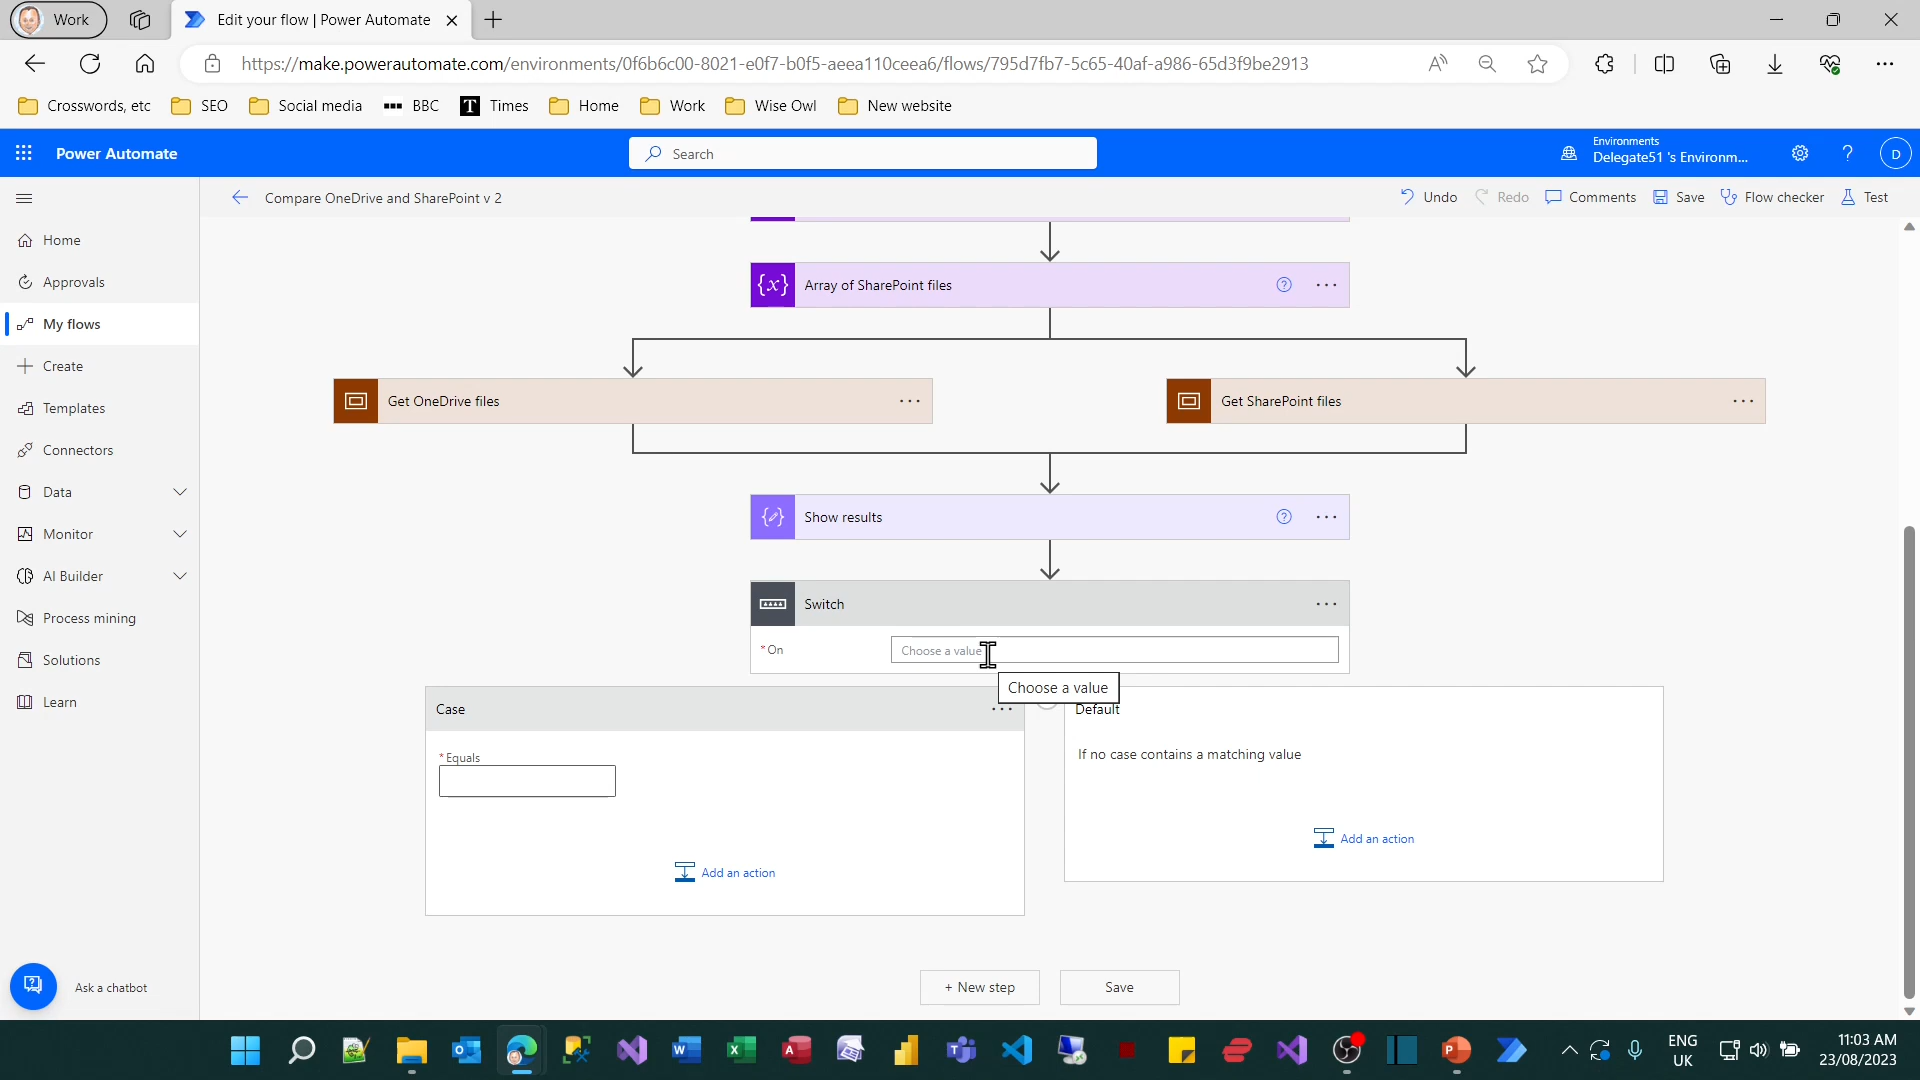 Work
Edit your flow | Power Automate
https://make.powerautomate.com/environments/0f6b6c00-8021-e0f7-b0f5-aeea110ceea6/flows/795d7fb7-5c65-40af-a986-65d3f9be2913
Crosswords, etc
SEO
Social media
BBC
T Times
Home
Work
Wise Owl
New website
Power Automate
Search
Environments
Delegate51 's Environm...
D
Compare OneDrive and SharePoint v 2
Undo
Redo
Comments
Save
Flow checker
Test
Home
Approvals
My flows
Create
Templates
Connectors
Data
Monitor
AI Builder
Process mining
Solutions
Learn
Ask a chatbot
Array of SharePoint files
Get OneDrive files
Get SharePoint files
Show results
Switch
* On
Choose a value
Choose a value
Case
* Equals
Add an action
Default
If no case contains a matching value
Add an action
+ New step
Save
ENG
UK
11:03 AM
23/08/2023